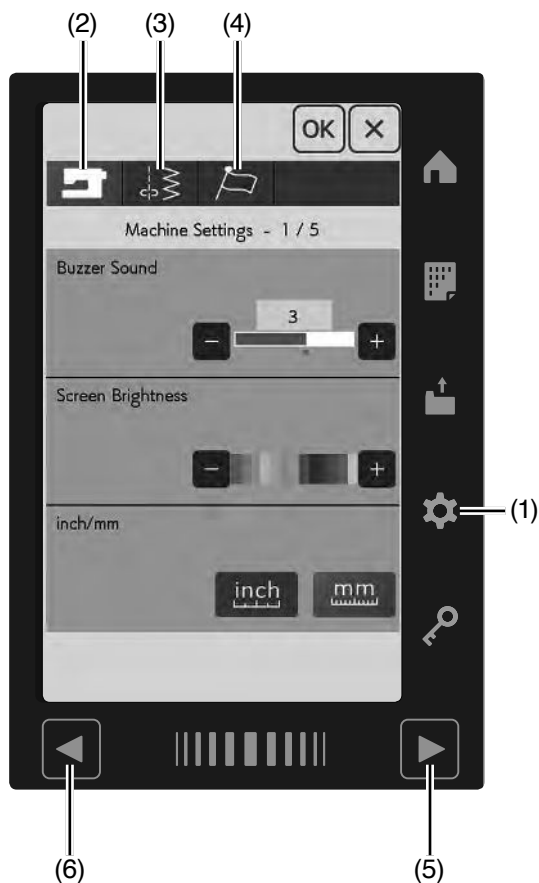 (2) (3) (4)
OK ×
Machine Settings - 1 / 5
Buzzer Sound
3
− +
Screen Brightness
− +
(1)
inch/mm
inch mm
(6) (5)